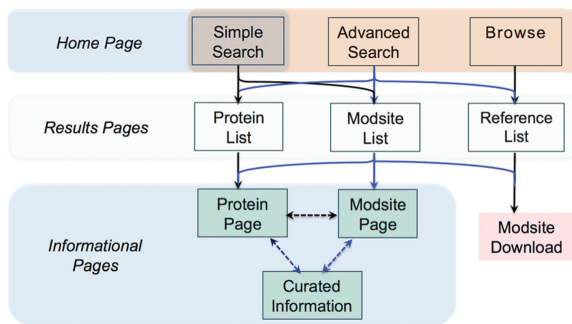 Home Page
Simple
Search
Advanced
Search
Browse
Results Pages
Protein
List
Modsite
List
Reference
List
Informational
Pages
Protein
Page
Modsite
Page
Modsite
Download
Curated
Information